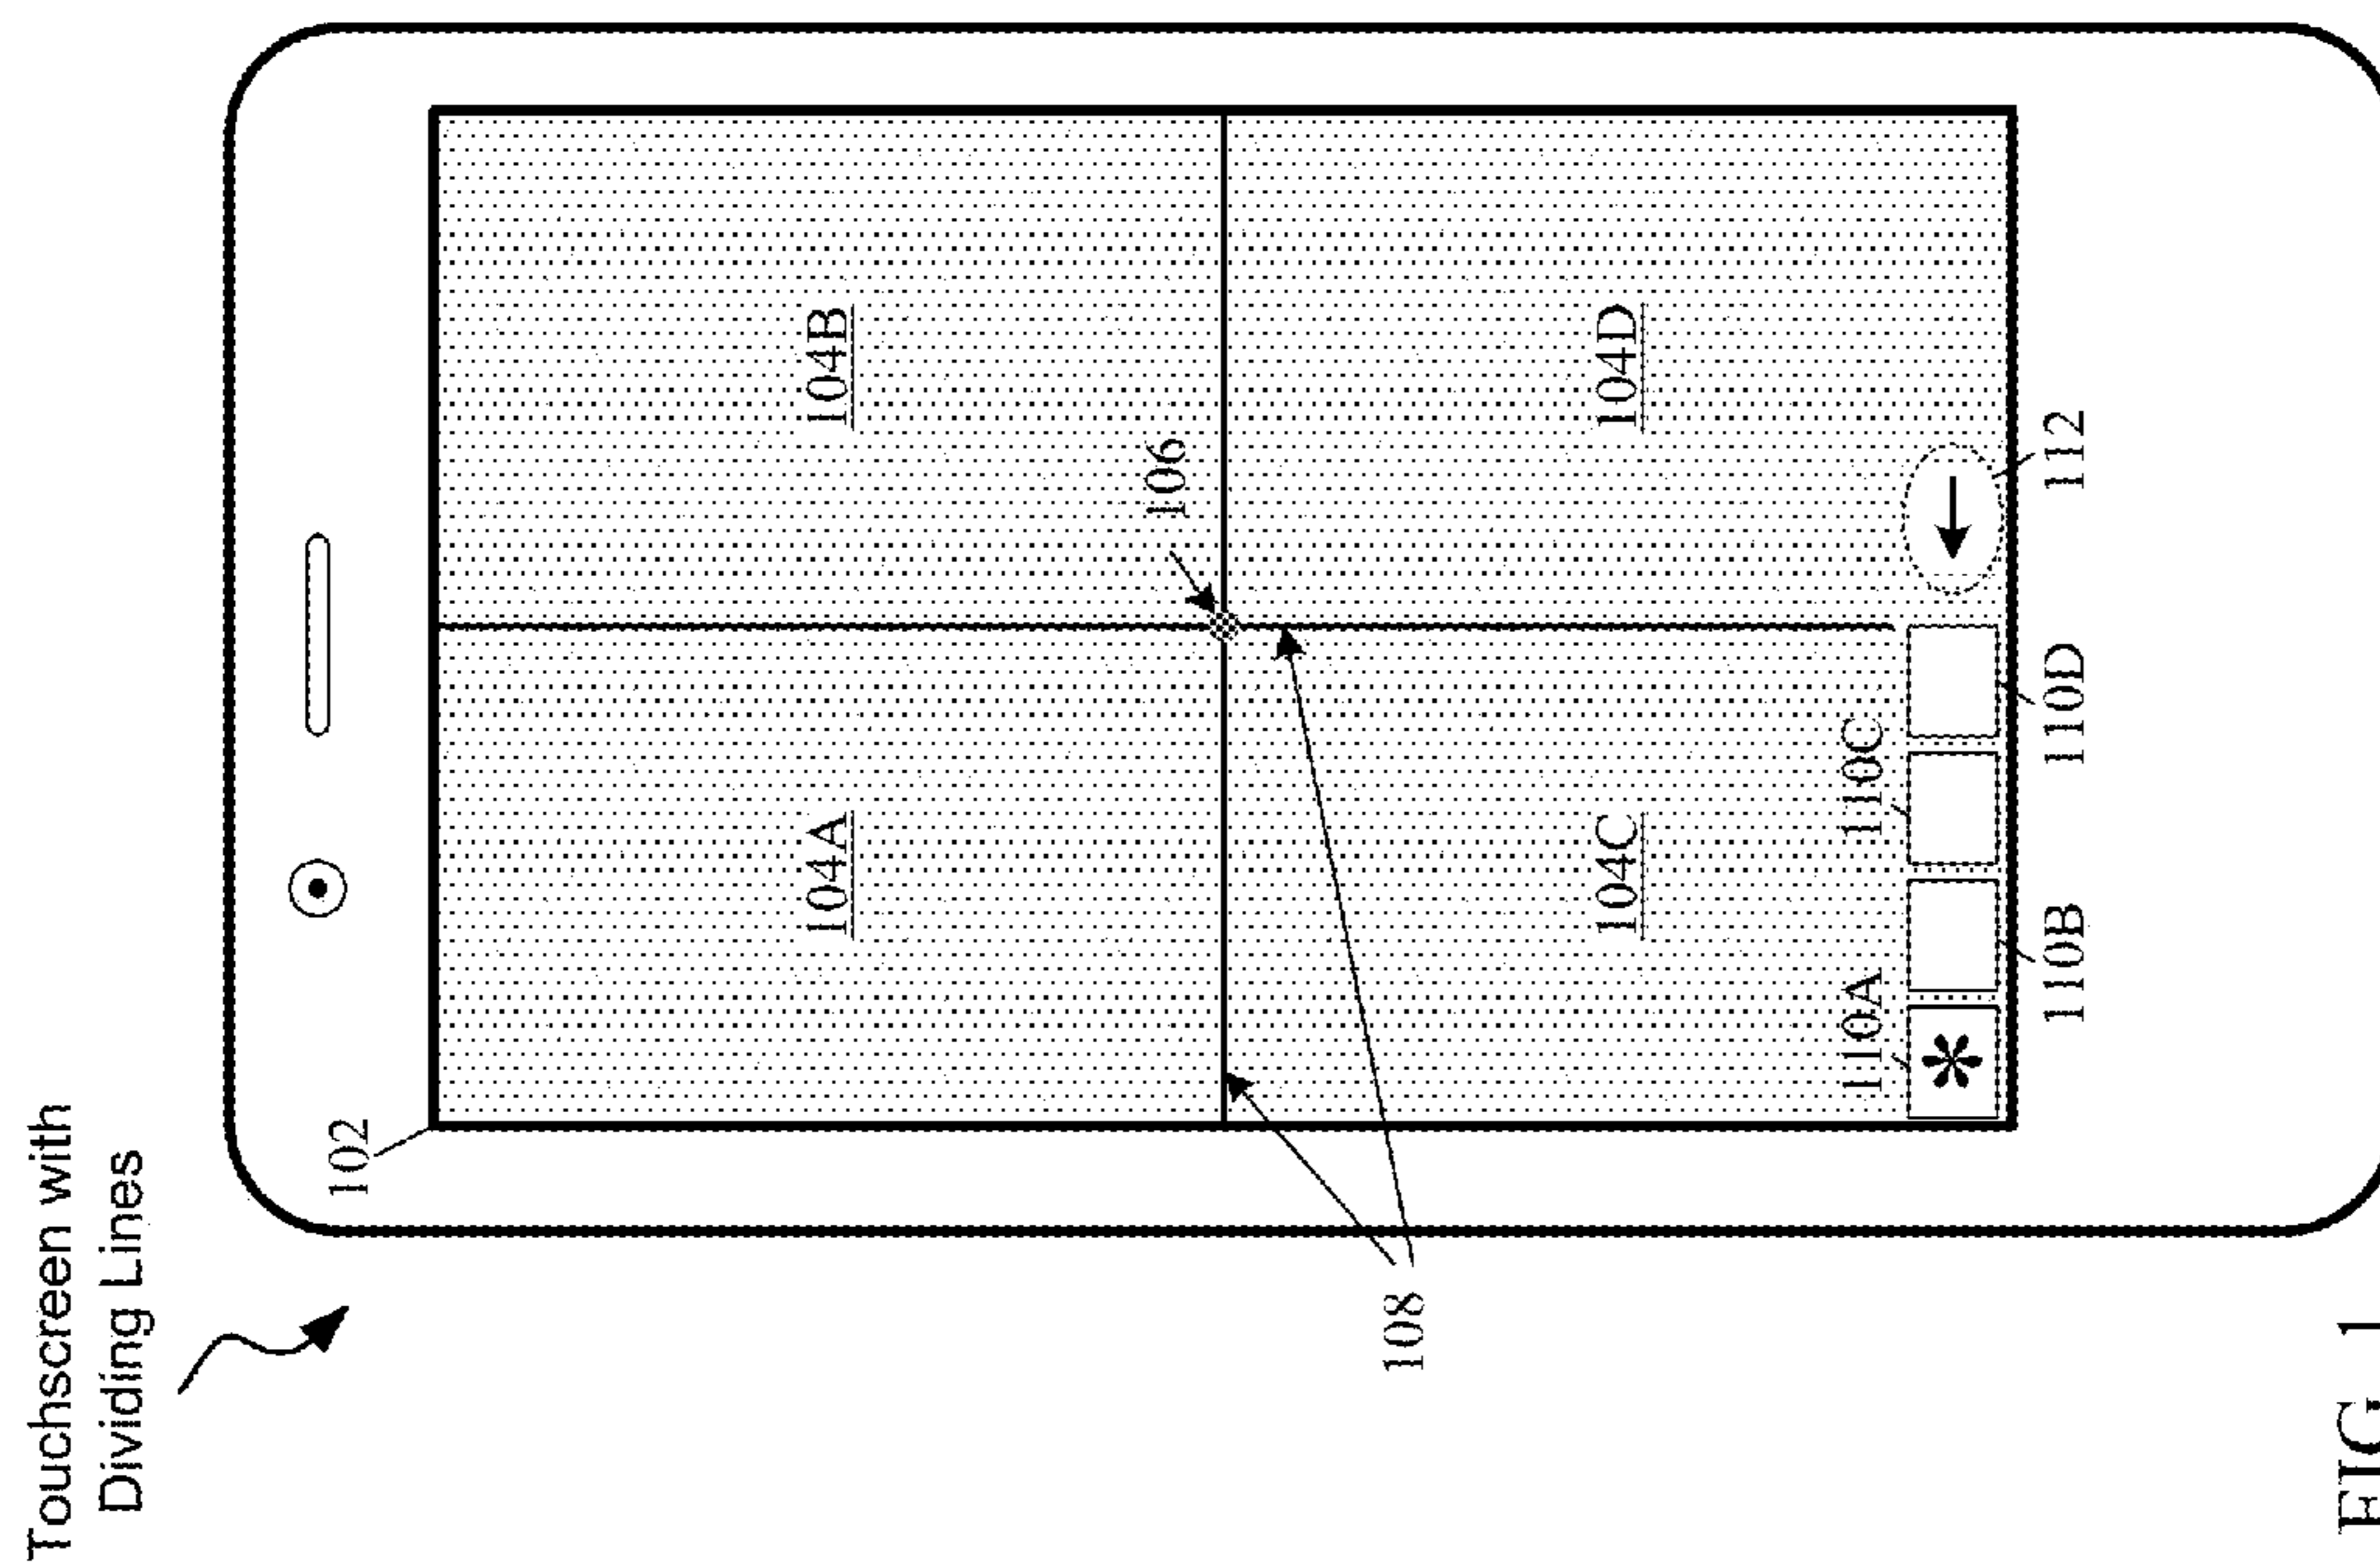 Touchscreen with
Dividing Lines
102
104A
104B
106
108
104C
104D
110A
110C
110B
110D
112
FIG. 1